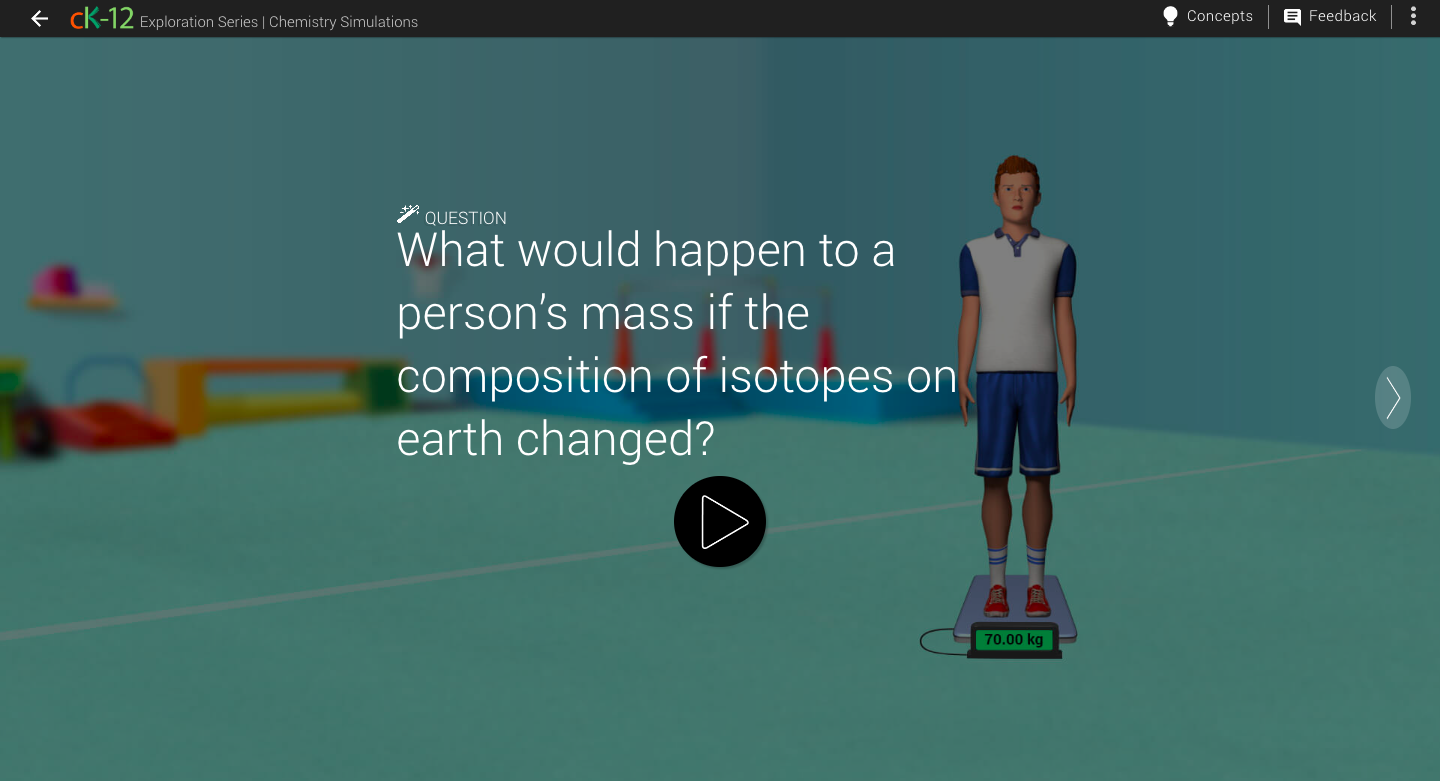 cK-12 Exploration Series | Chemistry Simulations
Concepts
Feedback
QUESTION
What would happen to a
person’s mass if the
composition of isotopes on
earth changed?
70.00 kg